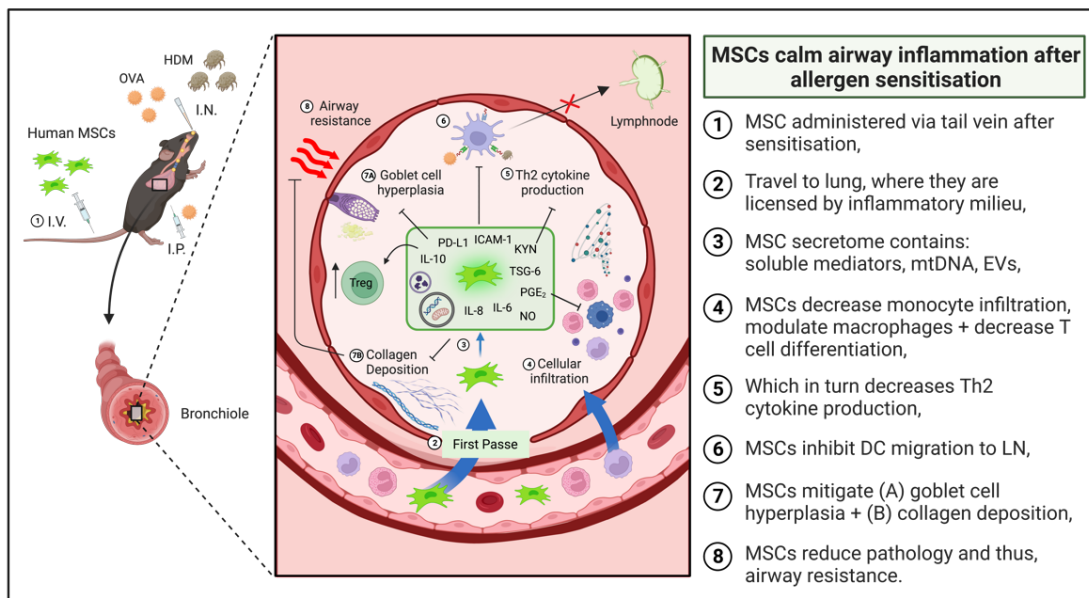 HDM
OVA
I.N.
Human MSCs
① I.V.
I.P.
Bronchiole
⑧ Airway
resistance
⑥
Lymphnode
⑦A Goblet cell
hyperplasia
⑤ Th2 cytokine
production
PD-L1
ICAM-1
KYN
IL-10
TSG-6
Treg
PGE₂
IL-8
IL-6
NO
③
⑦B Collagen
Deposition
④ Cellular
infiltration
② First Passe
MSCs calm airway inflammation after
allergen sensitisation
① MSC administered via tail vein after
sensitisation,
② Travel to lung, where they are
licensed by inflammatory milieu,
③ MSC secretome contains:
soluble mediators, mtDNA, EVs,
④ MSCs decrease monocyte infiltration,
modulate macrophages + decrease T
cell differentiation,
⑤ Which in turn decreases Th2
cytokine production,
⑥ MSCs inhibit DC migration to LN,
⑦ MSCs mitigate (A) goblet cell
hyperplasia + (B) collagen deposition,
⑧ MSCs reduce pathology and thus,
airway resistance.